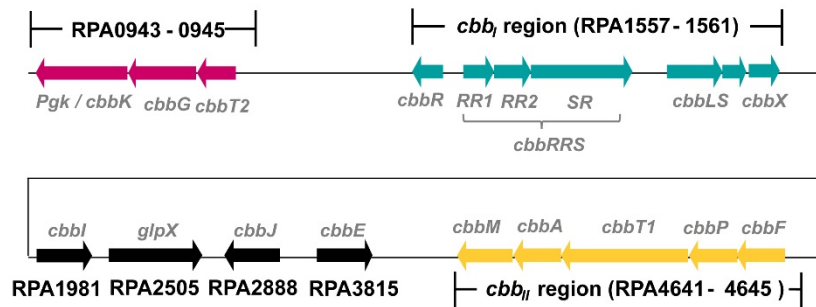 RPA0943 - 0945
cbbI region (RPA1557 - 1561)
Pgk / cbbK cbbG cbbT2 cbbR RR1 RR2 SR cbbLS cbbX
cbbRRS
cbbI glpX cbbJ cbbE cbbM cbbA cbbT1 cbbP cbbF
RPA1981 RPA2505 RPA2888 RPA3815
cbbII region (RPA4641 - 4645 )